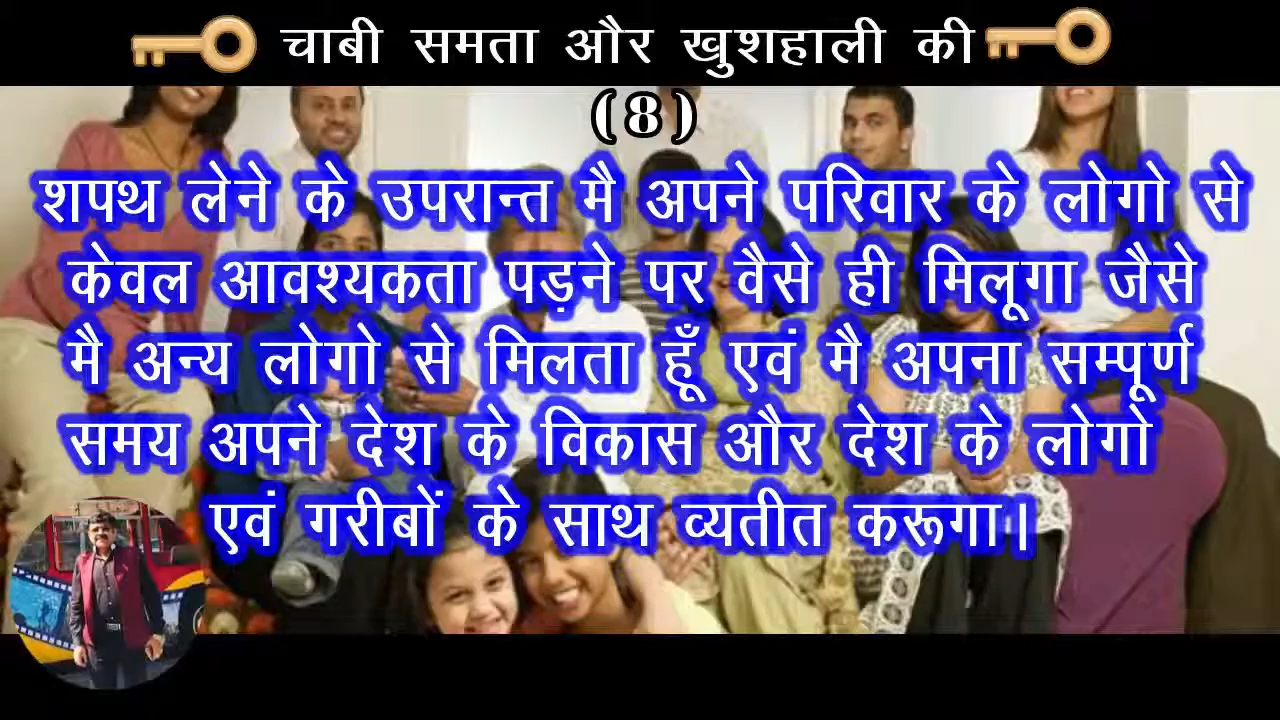 चाबी समता और खुशहाली की
(8)
शपथ लेने के उपरान्त मै अपने परिवार के लोगो से
केवल आवश्यकता पड़ने पर वैसे ही मिलूगा जैसे
मै अन्य लोगो से मिलता हूँ एवं मै अपना सम्पूर्ण
समय अपने देश के विकास और देश के लोगो
एवं गरीबों के साथ व्यतीत करूगा।